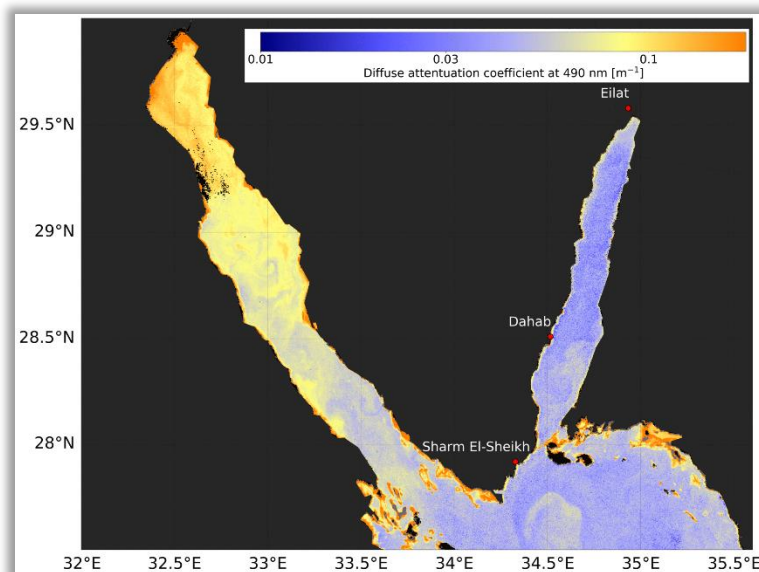 0.01 0.03 0.1
Diffuse attentuation coefficient at 490 nm [m⁻¹]
Eilat
29.5°N
29°N
Dahab
28.5°N
28°N
Sharm El-Sheikh
32°E 32.5°E 33°E 33.5°E 34°E 34.5°E 35°E 35.5°E